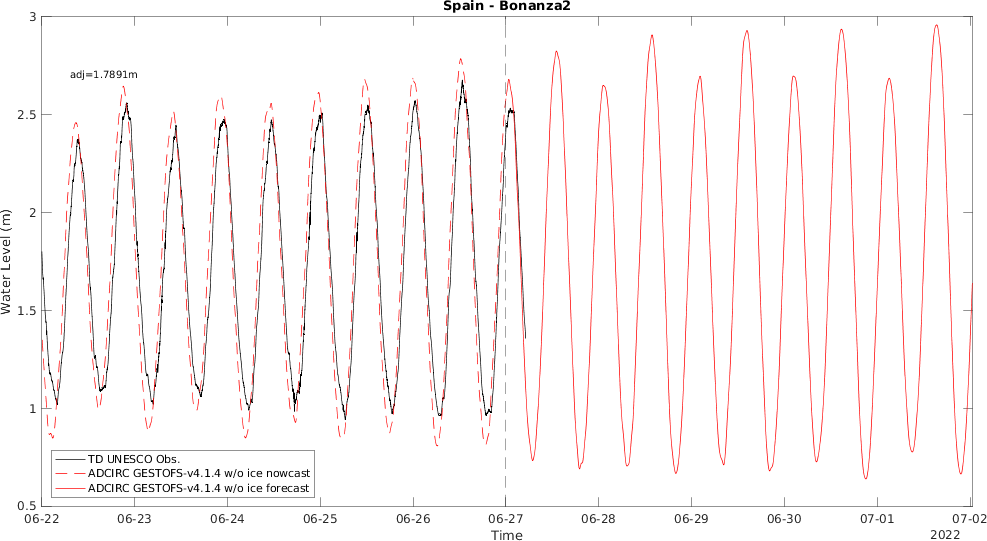 Spain - Bonanza2
adj=1.7891m
Water Level (m)
3
2.5
2
1.5
1
0.5
TD UNESCO Obs.
ADCIRC GESTOFS-v4.1.4 w/o ice nowcast
ADCIRC GESTOFS-v4.1.4 w/o ice forecast
06-22 06-23 06-24 06-25 06-26 06-27 06-28 06-29 06-30 07-01 07-02
Time
2022